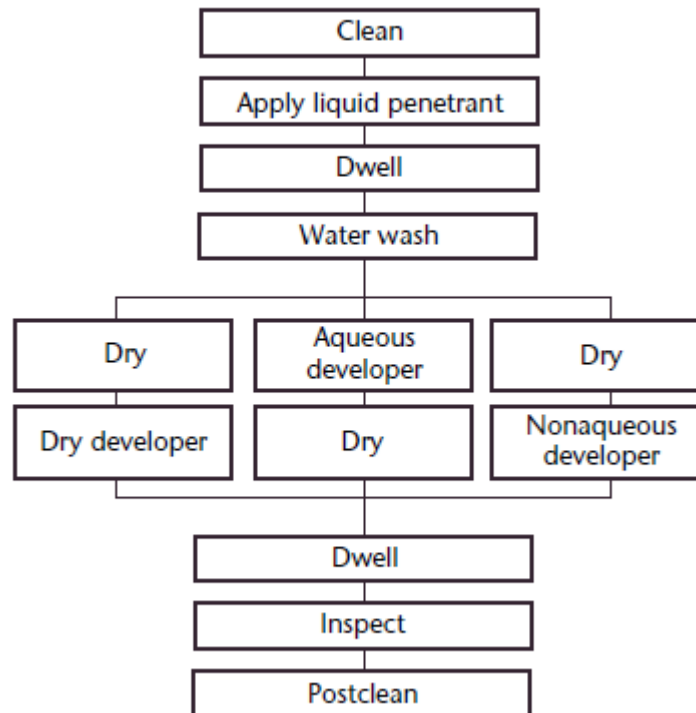 Clean
Apply liquid penetrant
Dwell
Water wash
Dry
Aqueous
developer
Dry
Dry developer
Dry
Nonaqueous
developer
Dwell
Inspect
Postclean